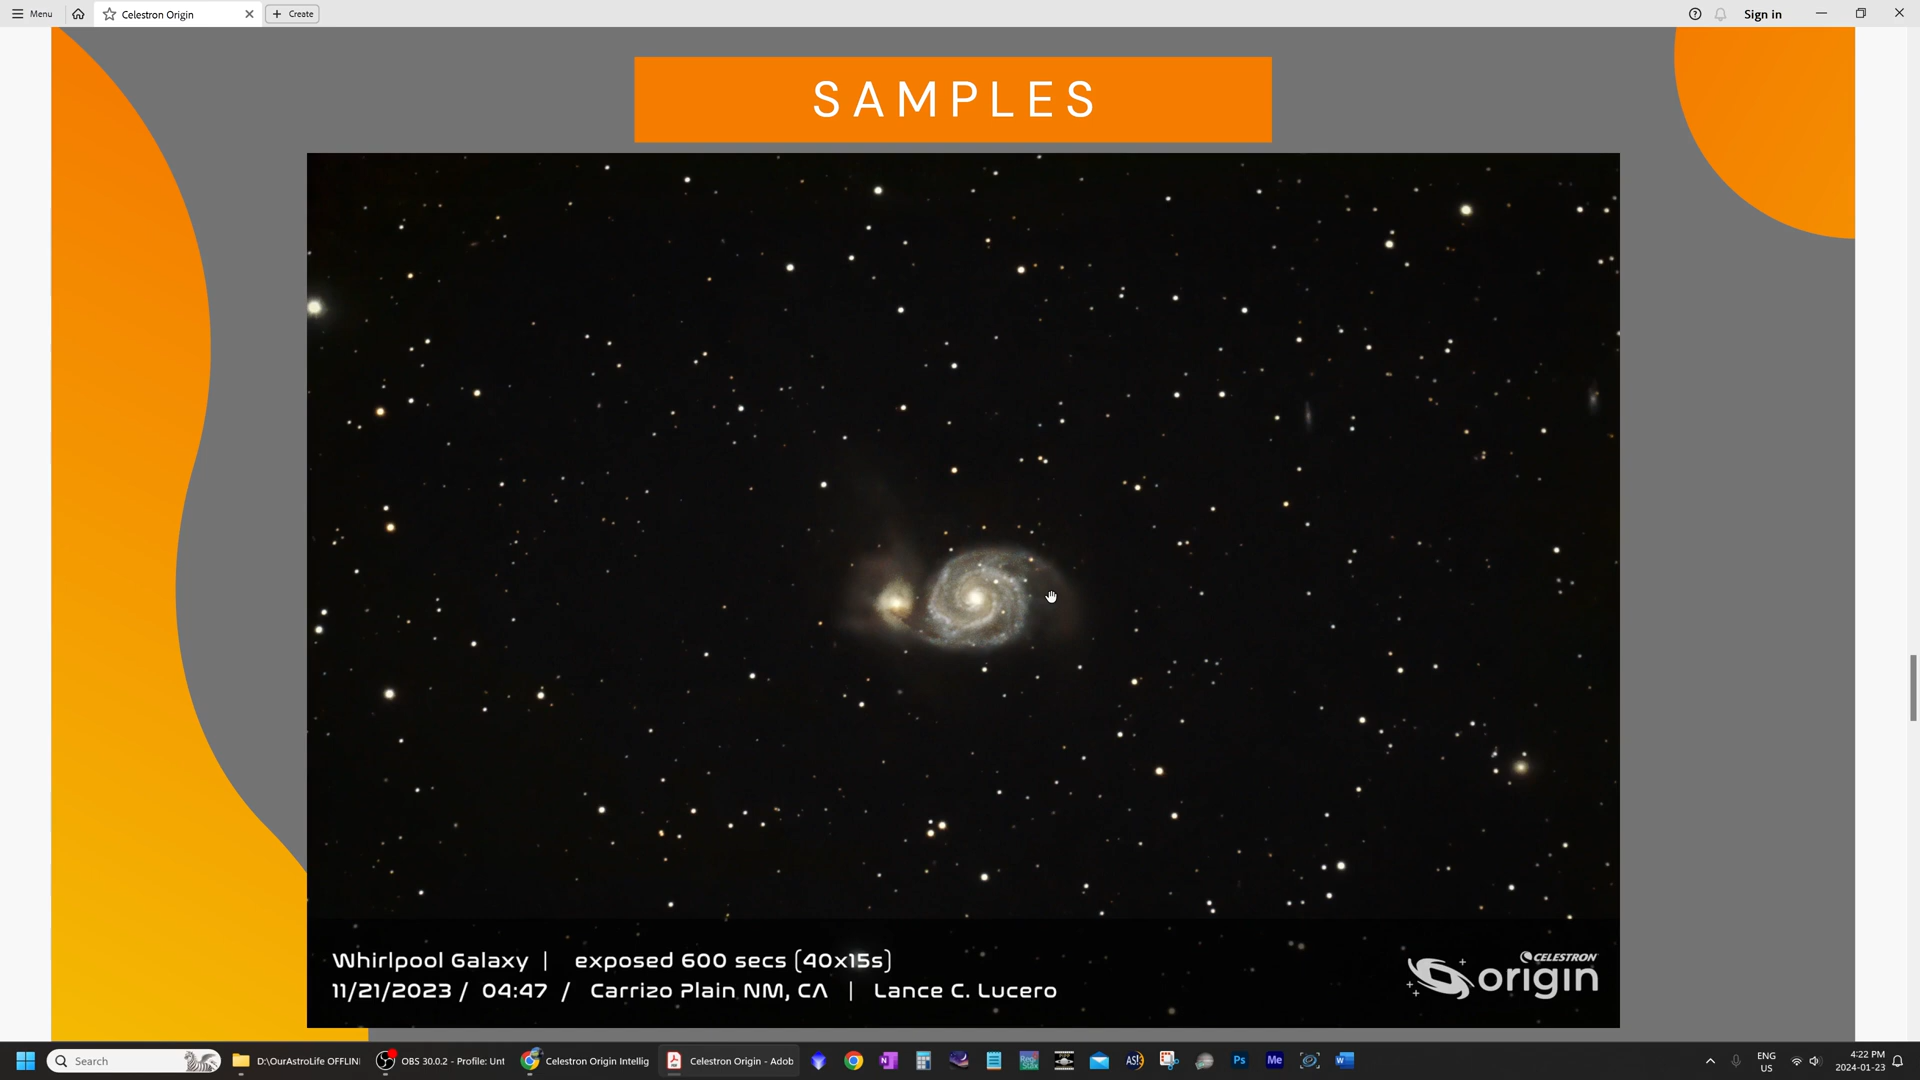 Menu
Celestron Origin
Create
Sign in
SAMPLES
Whirlpool Galaxy | exposed 600 secs (40x15s)
11/21/2023 / 04:47 / Carrizo Plain NM, CA | Lance C. Lucero
CELESTRON
origin
Search
D:\OurAstroLife OFFLINE
OBS 30.0.2 - Profile: Unt
Celestron Origin Intellig
Celestron Origin - Adob
AS!
Ps
Me
ENG
US
4:22 PM
2024-01-23